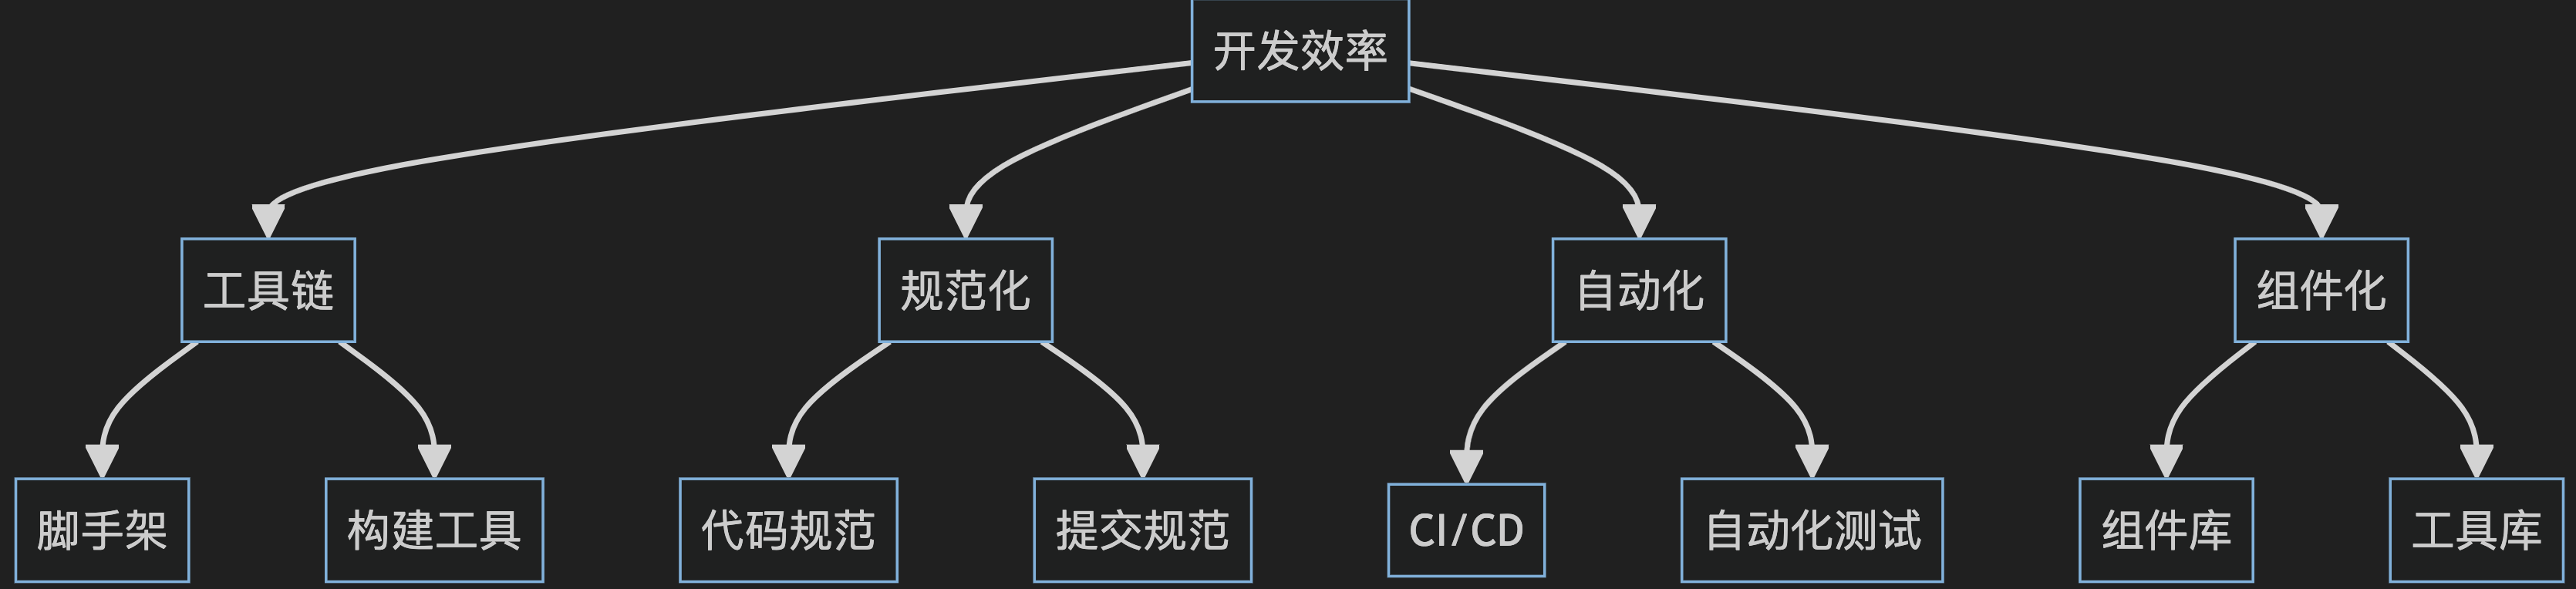 开发效率
工具链
规范化
自动化
组件化
脚手架
构建工具
代码规范
提交规范
CI/CD
自动化测试
组件库
工具库